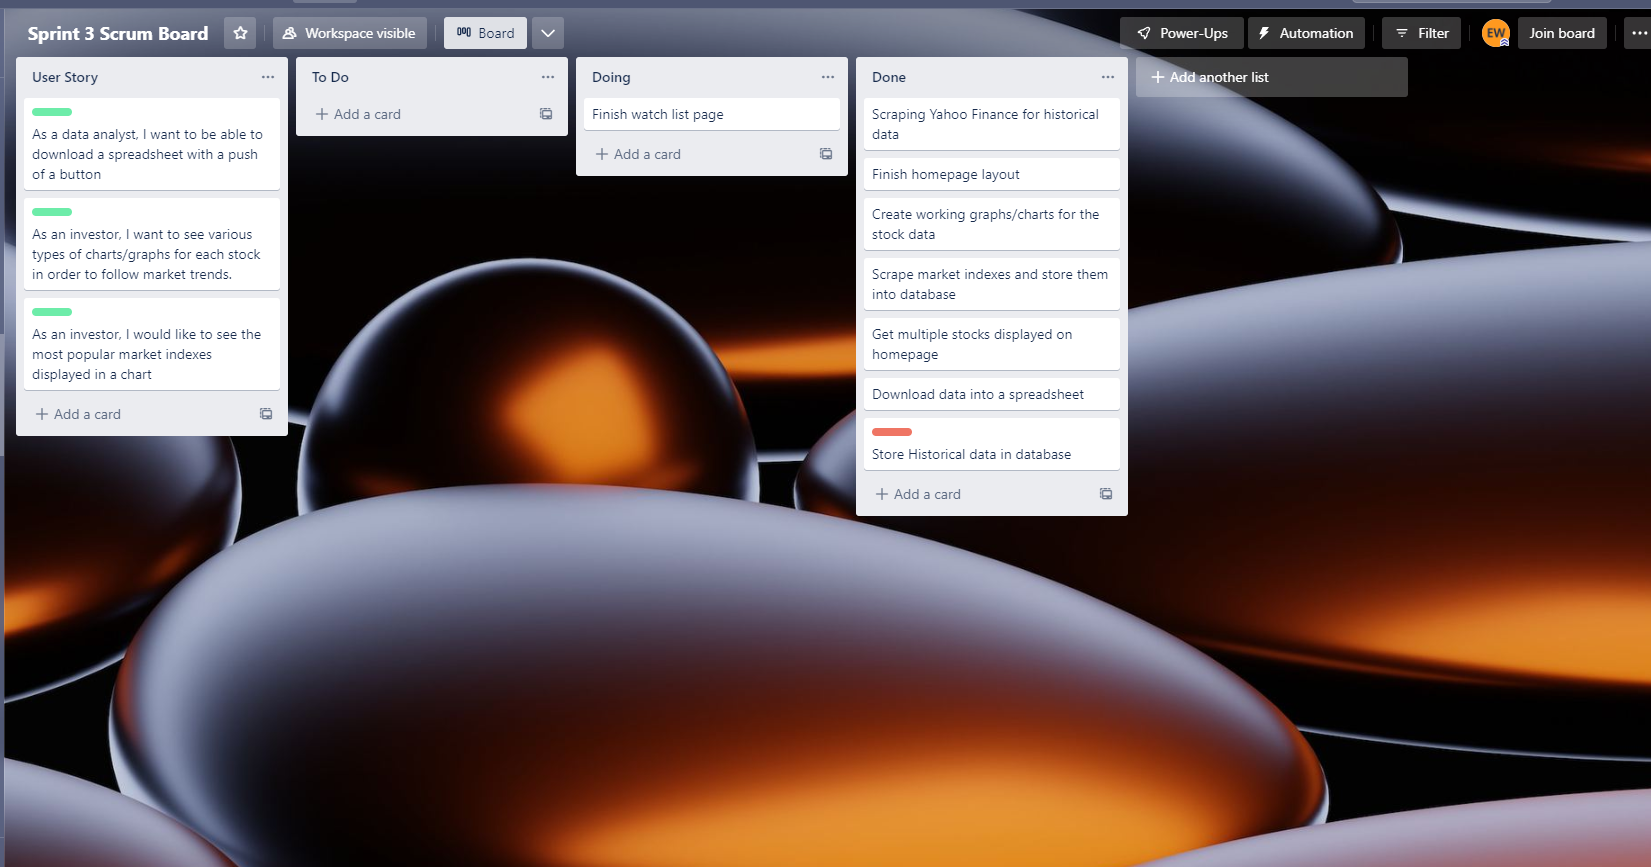 Sprint 3 Scrum Board
Workspace visible
Board
Power-Ups
Automation
Filter
EW
Join board
User Story
As a data analyst, I want to be able to
download a spreadsheet with a push
of a button
As an investor, I want to see various
types of charts/graphs for each stock
in order to follow market trends.
As an investor, I would like to see the
most popular market indexes
displayed in a chart
Add a card
To Do
Add a card
Doing
Finish watch list page
Add a card
Done
Scraping Yahoo Finance for historical
data
Finish homepage layout
Create working graphs/charts for the
stock data
Scrape market indexes and store them
into database
Get multiple stocks displayed on
homepage
Download data into a spreadsheet
Store Historical data in database
Add a card
Add another list